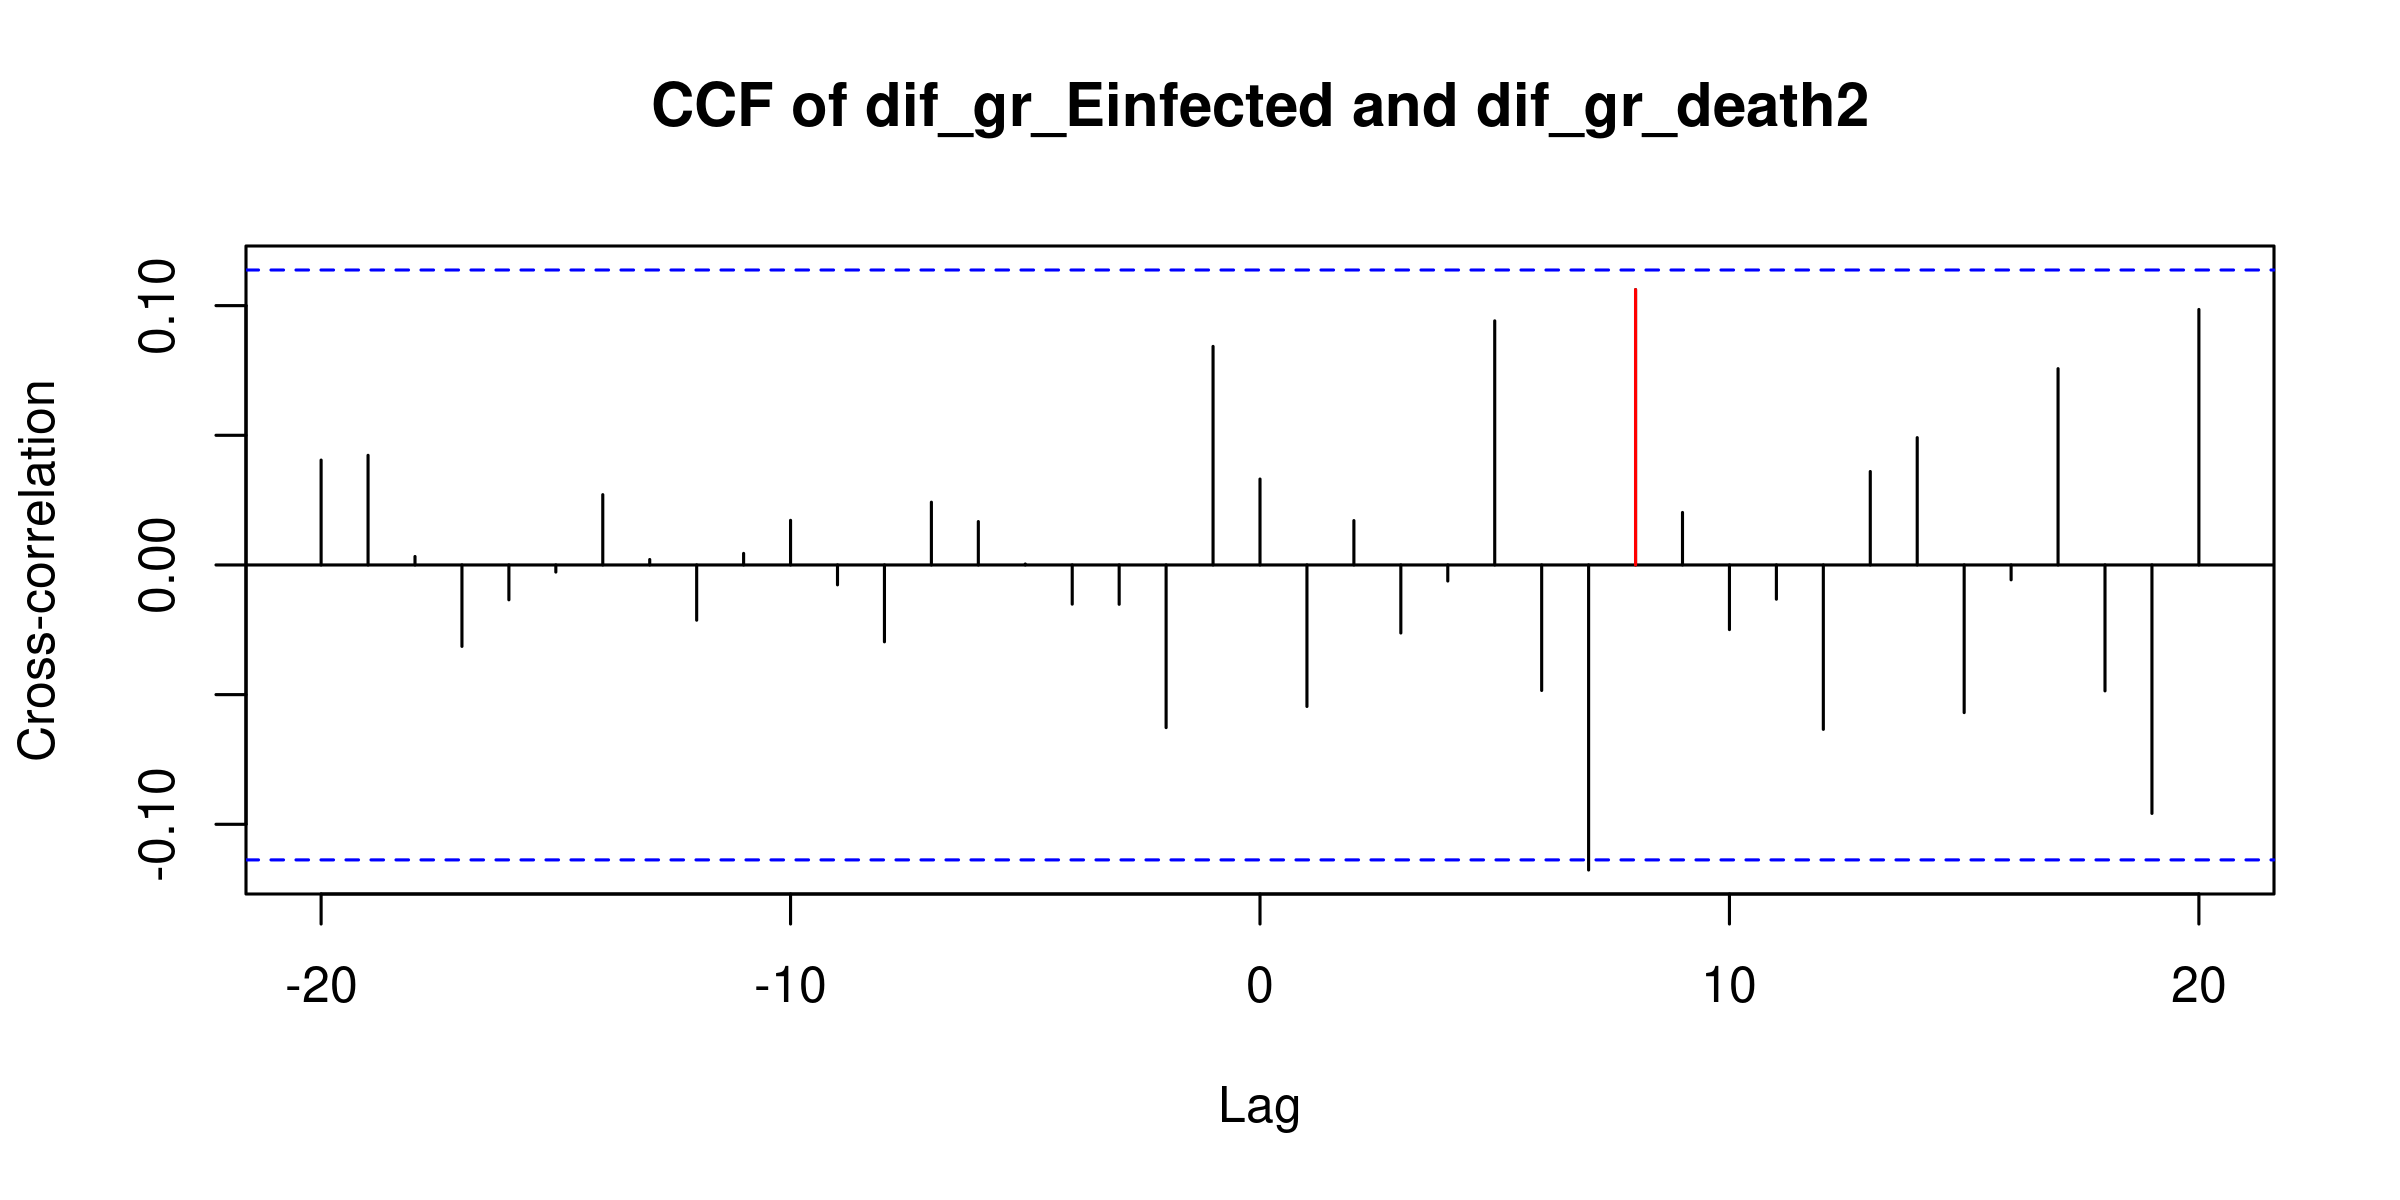 CCF of dif_gr_Einfected and dif_gr_death2
Cross-correlation
0.10
0.00
-0.10
-20 -10 0 10 20
Lag